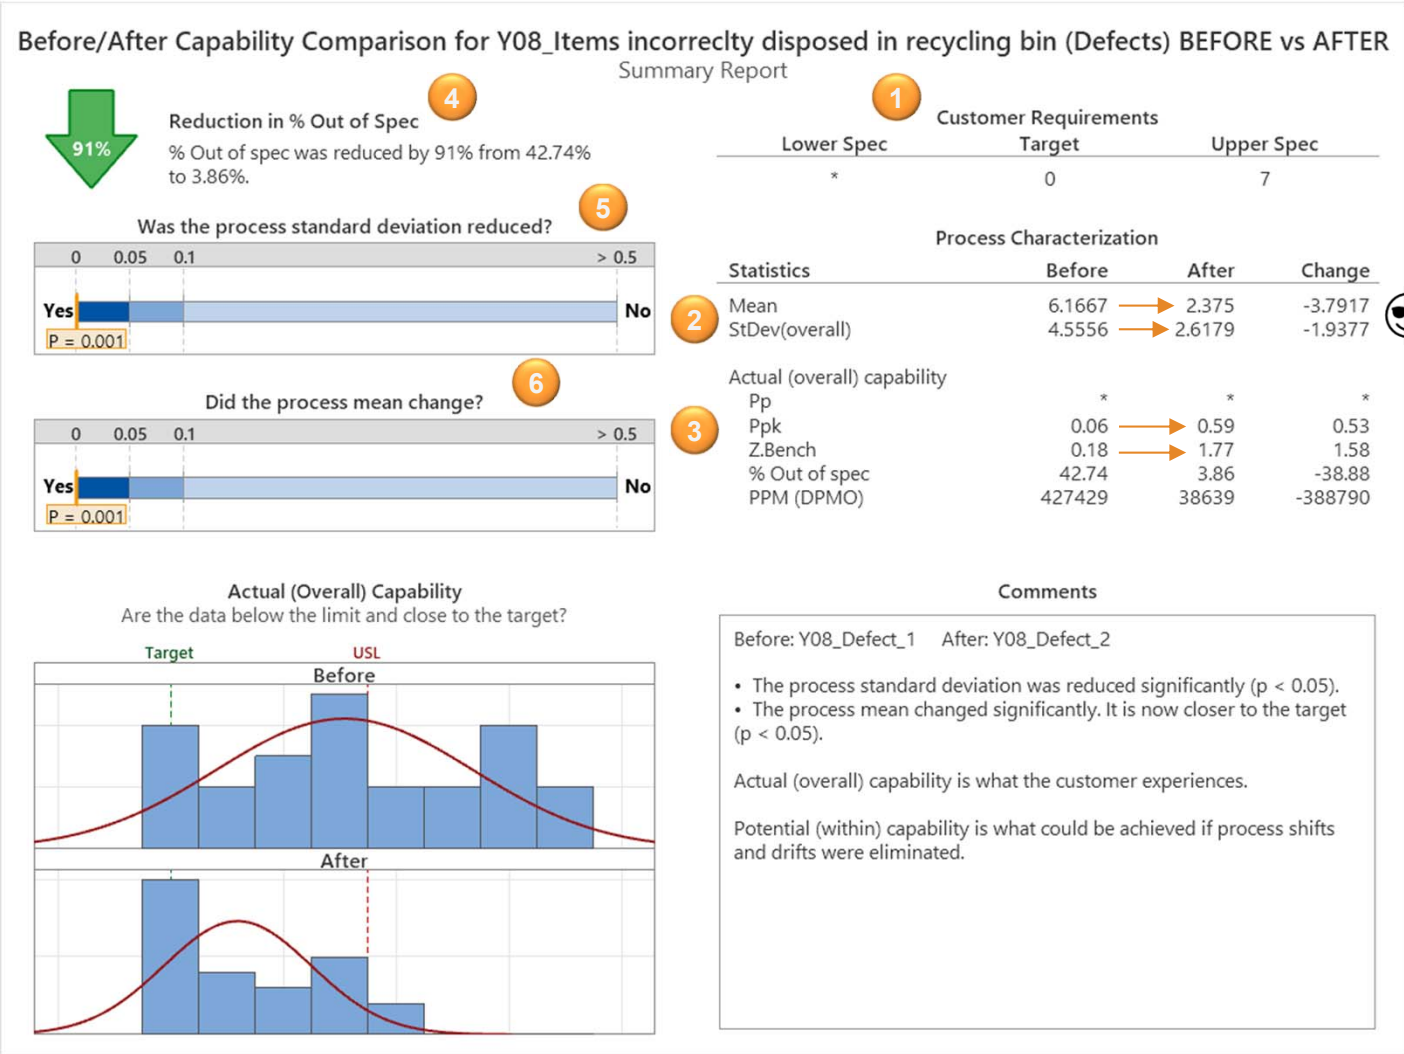 Before/After Capability Comparison for Y08_Items incorreclty disposed in recycling bin (Defects) BEFORE vs AFTER
Summary Report
4
91%
Reduction in % Out of Spec
% Out of spec was reduced by 91% from 42.74%
to 3.86%.
5
Was the process standard deviation reduced?
0 0.05 0.1 > 0.5
Yes No
P = 0.001
6
Did the process mean change?
0 0.05 0.1 > 0.5
Yes No
P = 0.001
1
Customer Requirements
Lower Spec Target Upper Spec
* 0 7
Process Characterization
Statistics Before After Change
2
Mean 6.1667 2.375 -3.7917
StDev(overall) 4.5556 2.6179 -1.9377
3
Actual (overall) capability
Pp * * *
Ppk 0.06 0.59 0.53
Z.Bench 0.18 1.77 1.58
% Out of spec 42.74 3.86 -38.88
PPM (DPMO) 427429 38639 -388790
Actual (Overall) Capability
Are the data below the limit and close to the target?
Target USL
Before
After
Comments
Before: Y08_Defect_1 After: Y08_Defect_2
• The process standard deviation was reduced significantly (p < 0.05).
• The process mean changed significantly. It is now closer to the target
(p < 0.05).
Actual (overall) capability is what the customer experiences.
Potential (within) capability is what could be achieved if process shifts
and drifts were eliminated.